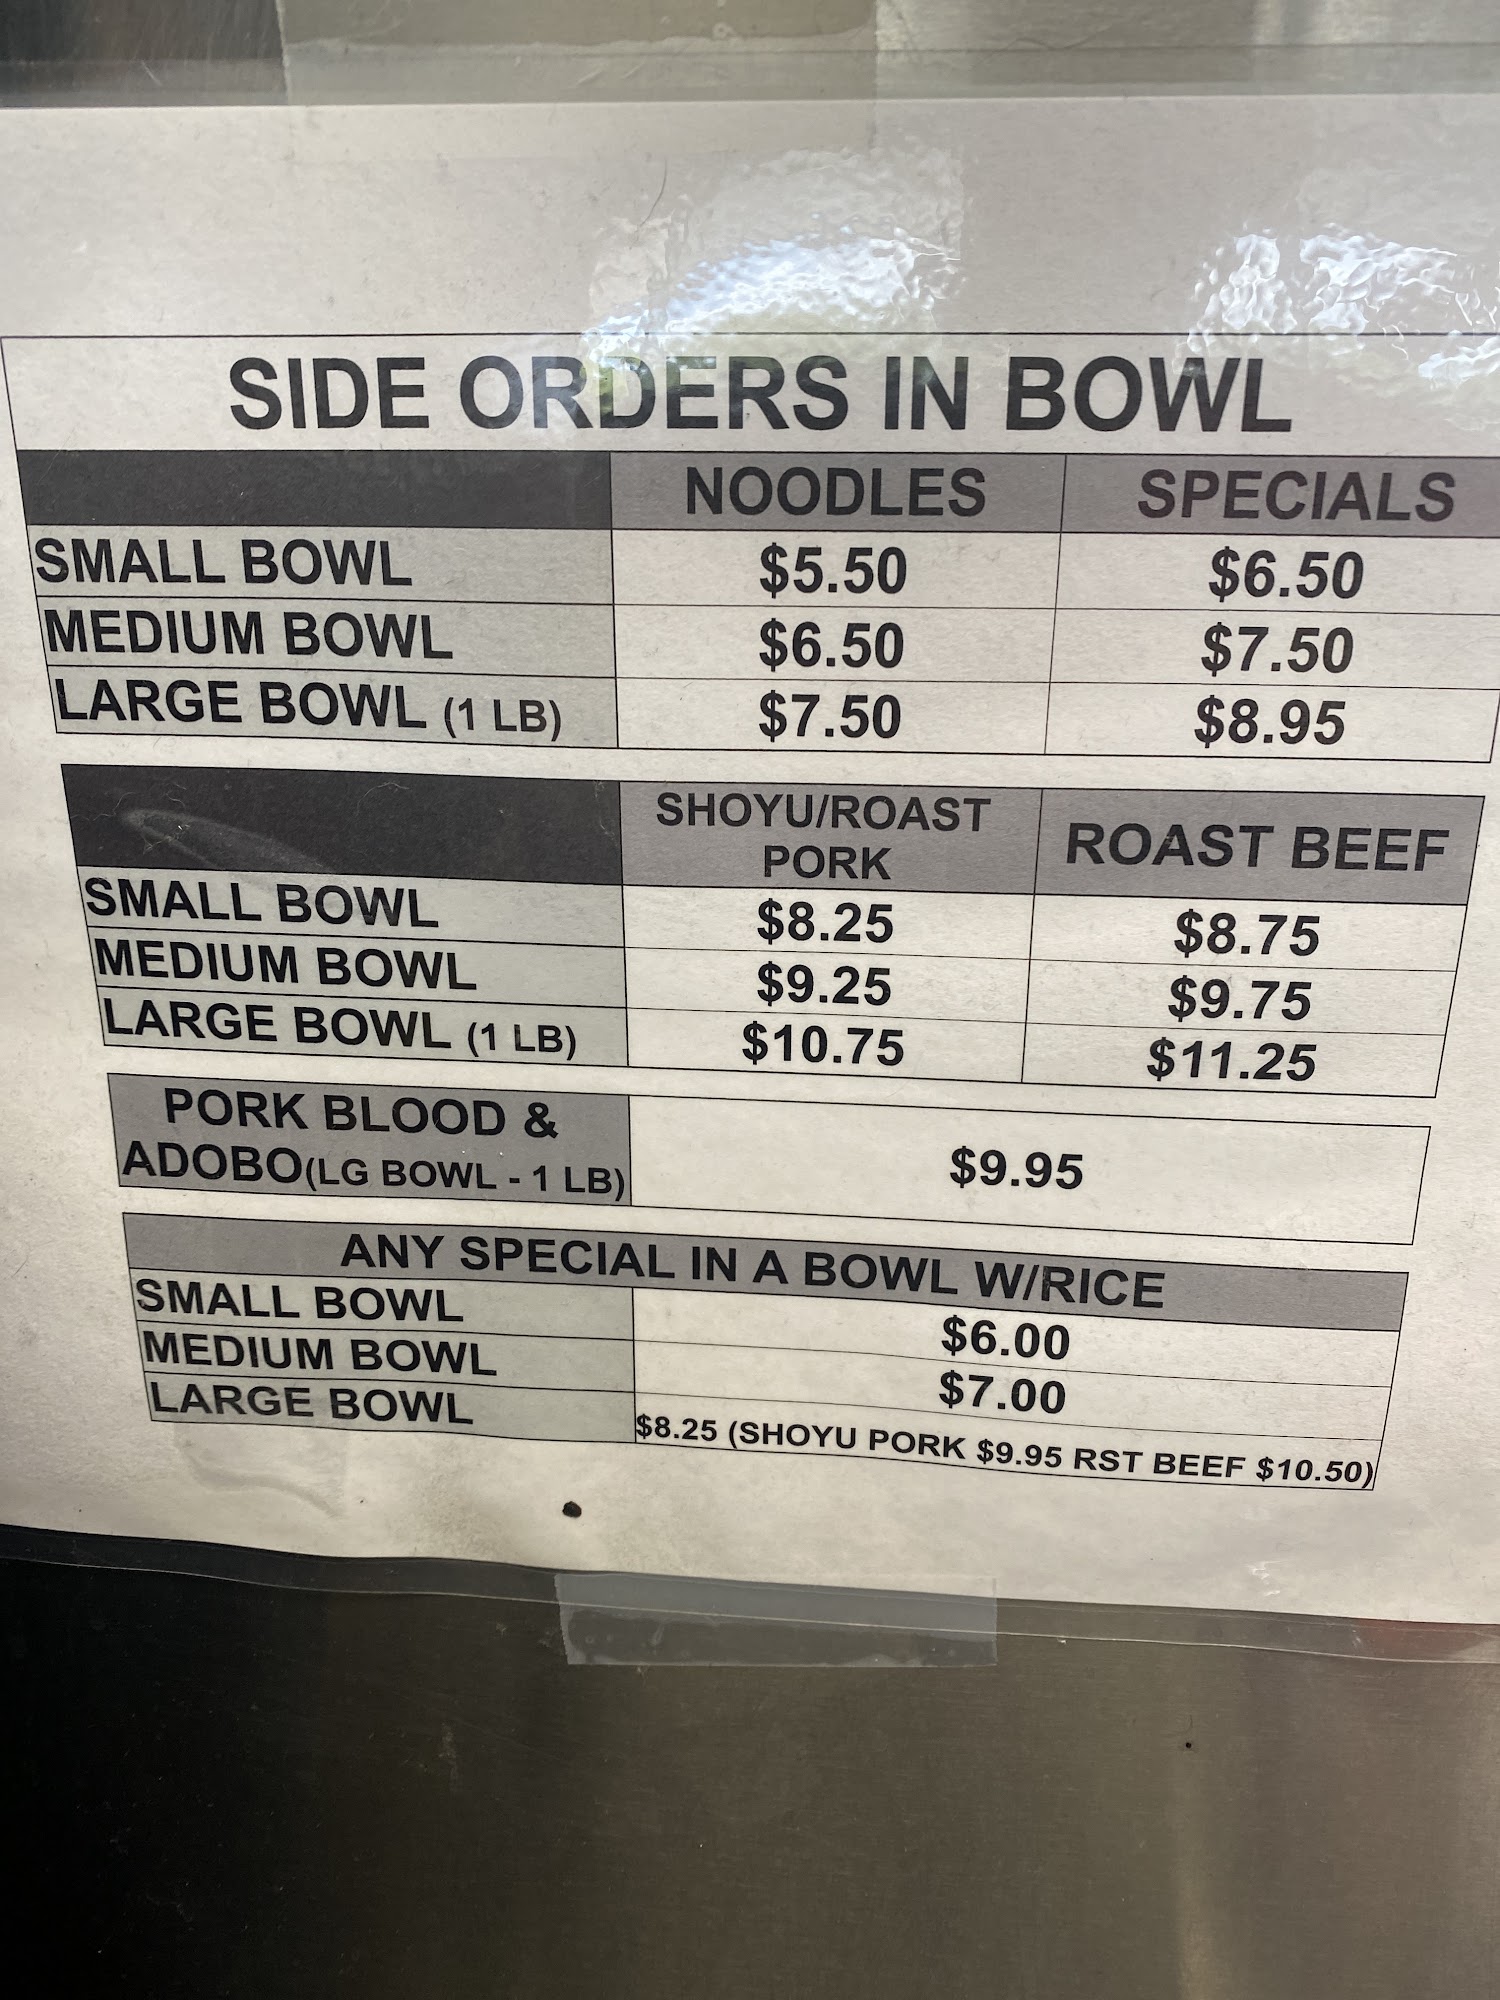 SIDE ORDERS IN BOWL
NOODLES SPECIALS
SMALL BOWL $5.50 $6.50
MEDIUM BOWL $6.50 $7.50
LARGE BOWL (1 LB) $7.50 $8.95
SHOYU/ROAST PORK ROAST BEEF
SMALL BOWL $8.25 $8.75
MEDIUM BOWL $9.25 $9.75
LARGE BOWL (1 LB) $10.75 $11.25
PORK BLOOD &
ADOBO(LG BOWL - 1 LB) $9.95
ANY SPECIAL IN A BOWL W/RICE
SMALL BOWL $6.00
MEDIUM BOWL $7.00
LARGE BOWL $8.25 (SHOYU PORK $9.95 RST BEEF $10.50)